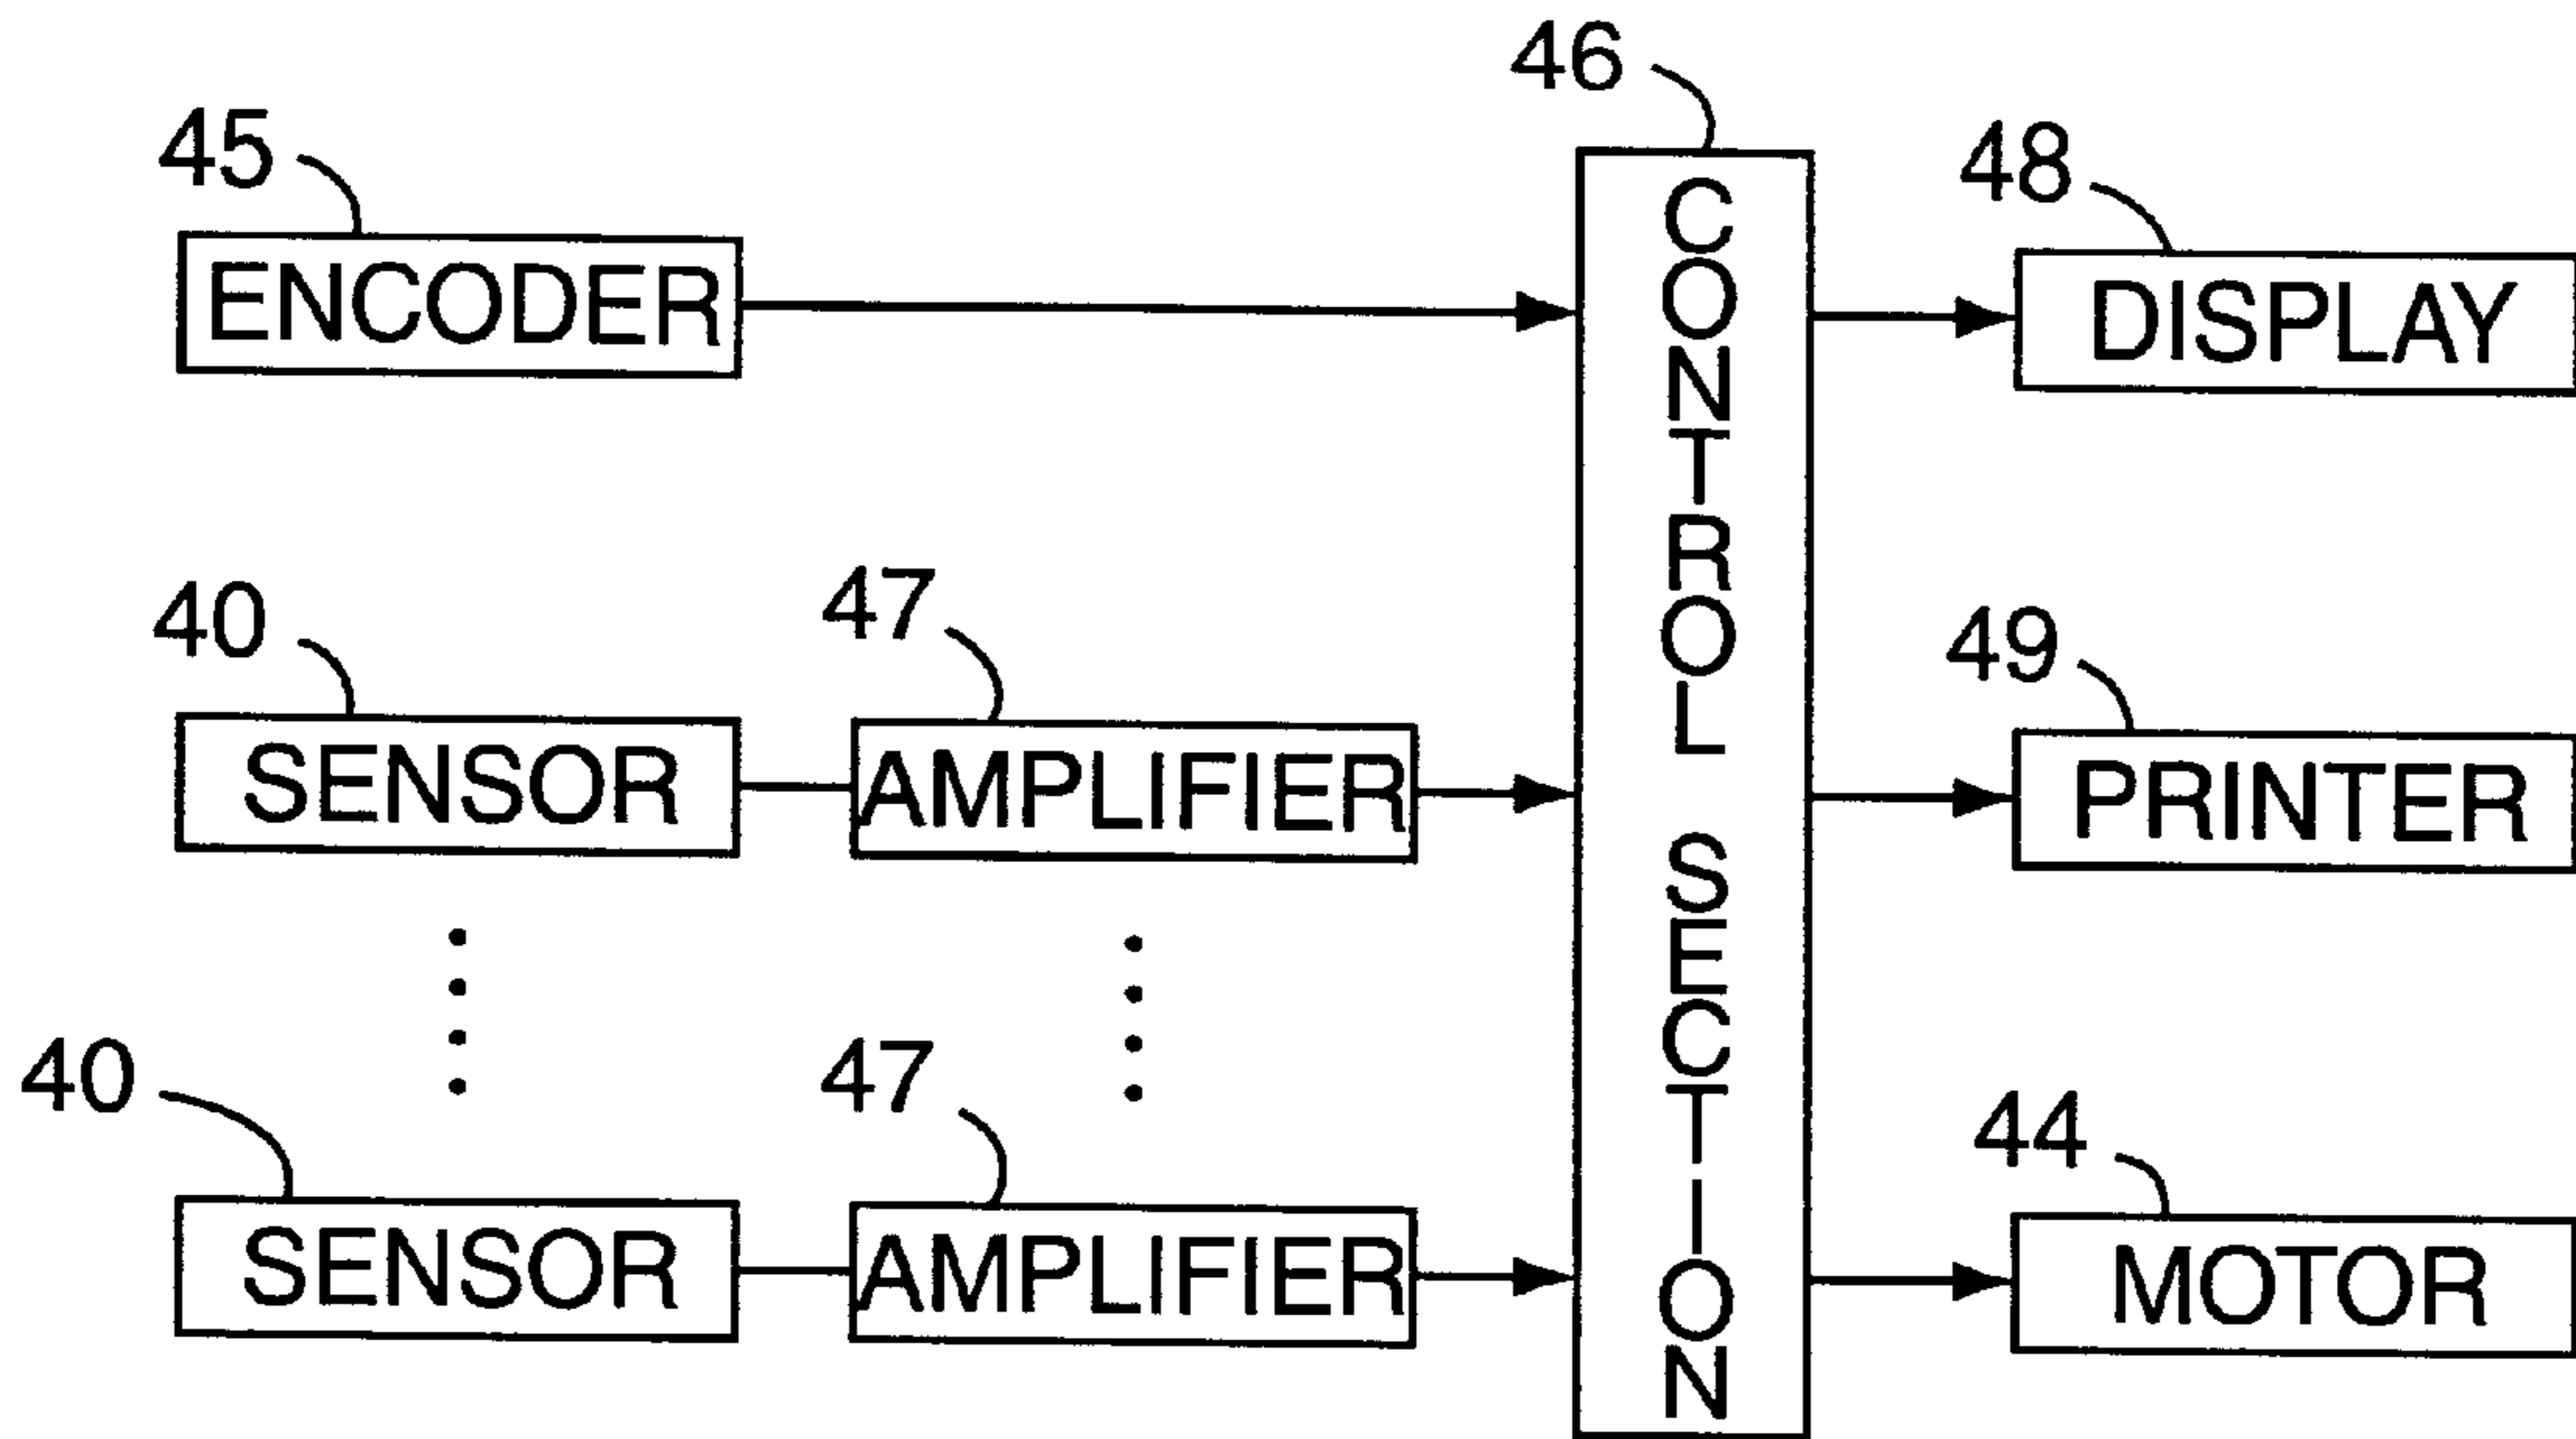 46
45
48
CONTROL SECTION
ENCODER
DISPLAY
40
47
49
SENSOR
AMPLIFIER
PRINTER
40
47
44
SENSOR
AMPLIFIER
MOTOR